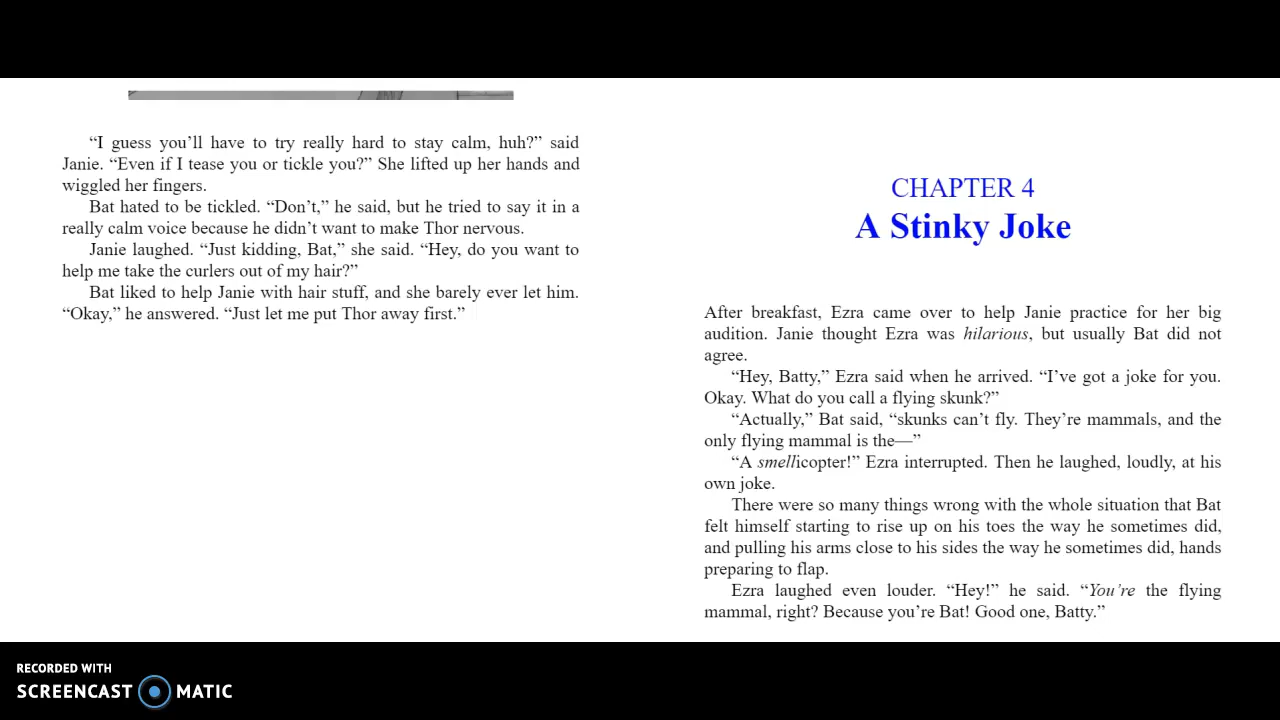 “I guess you’ll have to try really hard to stay calm, huh?” said
Janie. “Even if I tease you or tickle you?” She lifted up her hands and
wiggled her fingers.
Bat hated to be tickled. “Don’t,” he said, but he tried to say it in a
really calm voice because he didn’t want to make Thor nervous.
Janie laughed. “Just kidding, Bat,” she said. “Hey, do you want to
help me take the curlers out of my hair?”
Bat liked to help Janie with hair stuff, and she barely ever let him.
“Okay,” he answered. “Just let me put Thor away first.”
CHAPTER 4
A Stinky Joke
After breakfast, Ezra came over to help Janie practice for her big
audition. Janie thought Ezra was hilarious, but usually Bat did not
agree.
“Hey, Batty,” Ezra said when he arrived. “I’ve got a joke for you.
Okay. What do you call a flying skunk?”
“Actually,” Bat said, “skunks can’t fly. They’re mammals, and the
only flying mammal is the—”
“A smellicopter!” Ezra interrupted. Then he laughed, loudly, at his
own joke.
There were so many things wrong with the whole situation that Bat
felt himself starting to rise up on his toes the way he sometimes did,
and pulling his arms close to his sides the way he sometimes did, hands
preparing to flap.
Ezra laughed even louder. “Hey!” he said. “You’re the flying
mammal, right? Because you’re Bat! Good one, Batty.”
RECORDED WITH
SCREENCAST MATIC